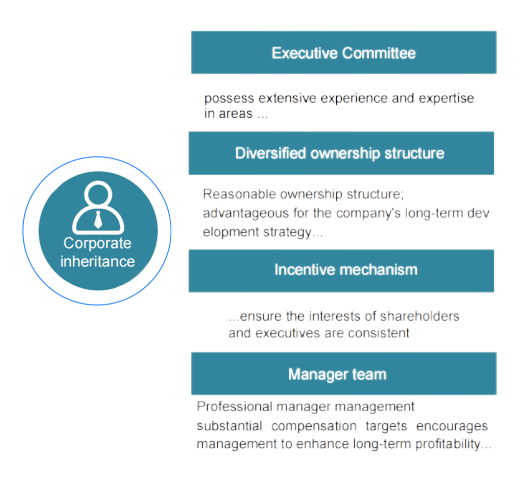 Executive Committee
possess extensive experience and expertise
in areas ...
Diversified ownership structure
Reasonable ownership structure;
advantageous for the company's long-term dev
elopment strategy...
Corporate
inheritance
Incentive mechanism
...ensure the interests of shareholders
and executives are consistent
Manager team
Professional manager management
substantial compensation targets encourages
management to enhance long-term profitability...